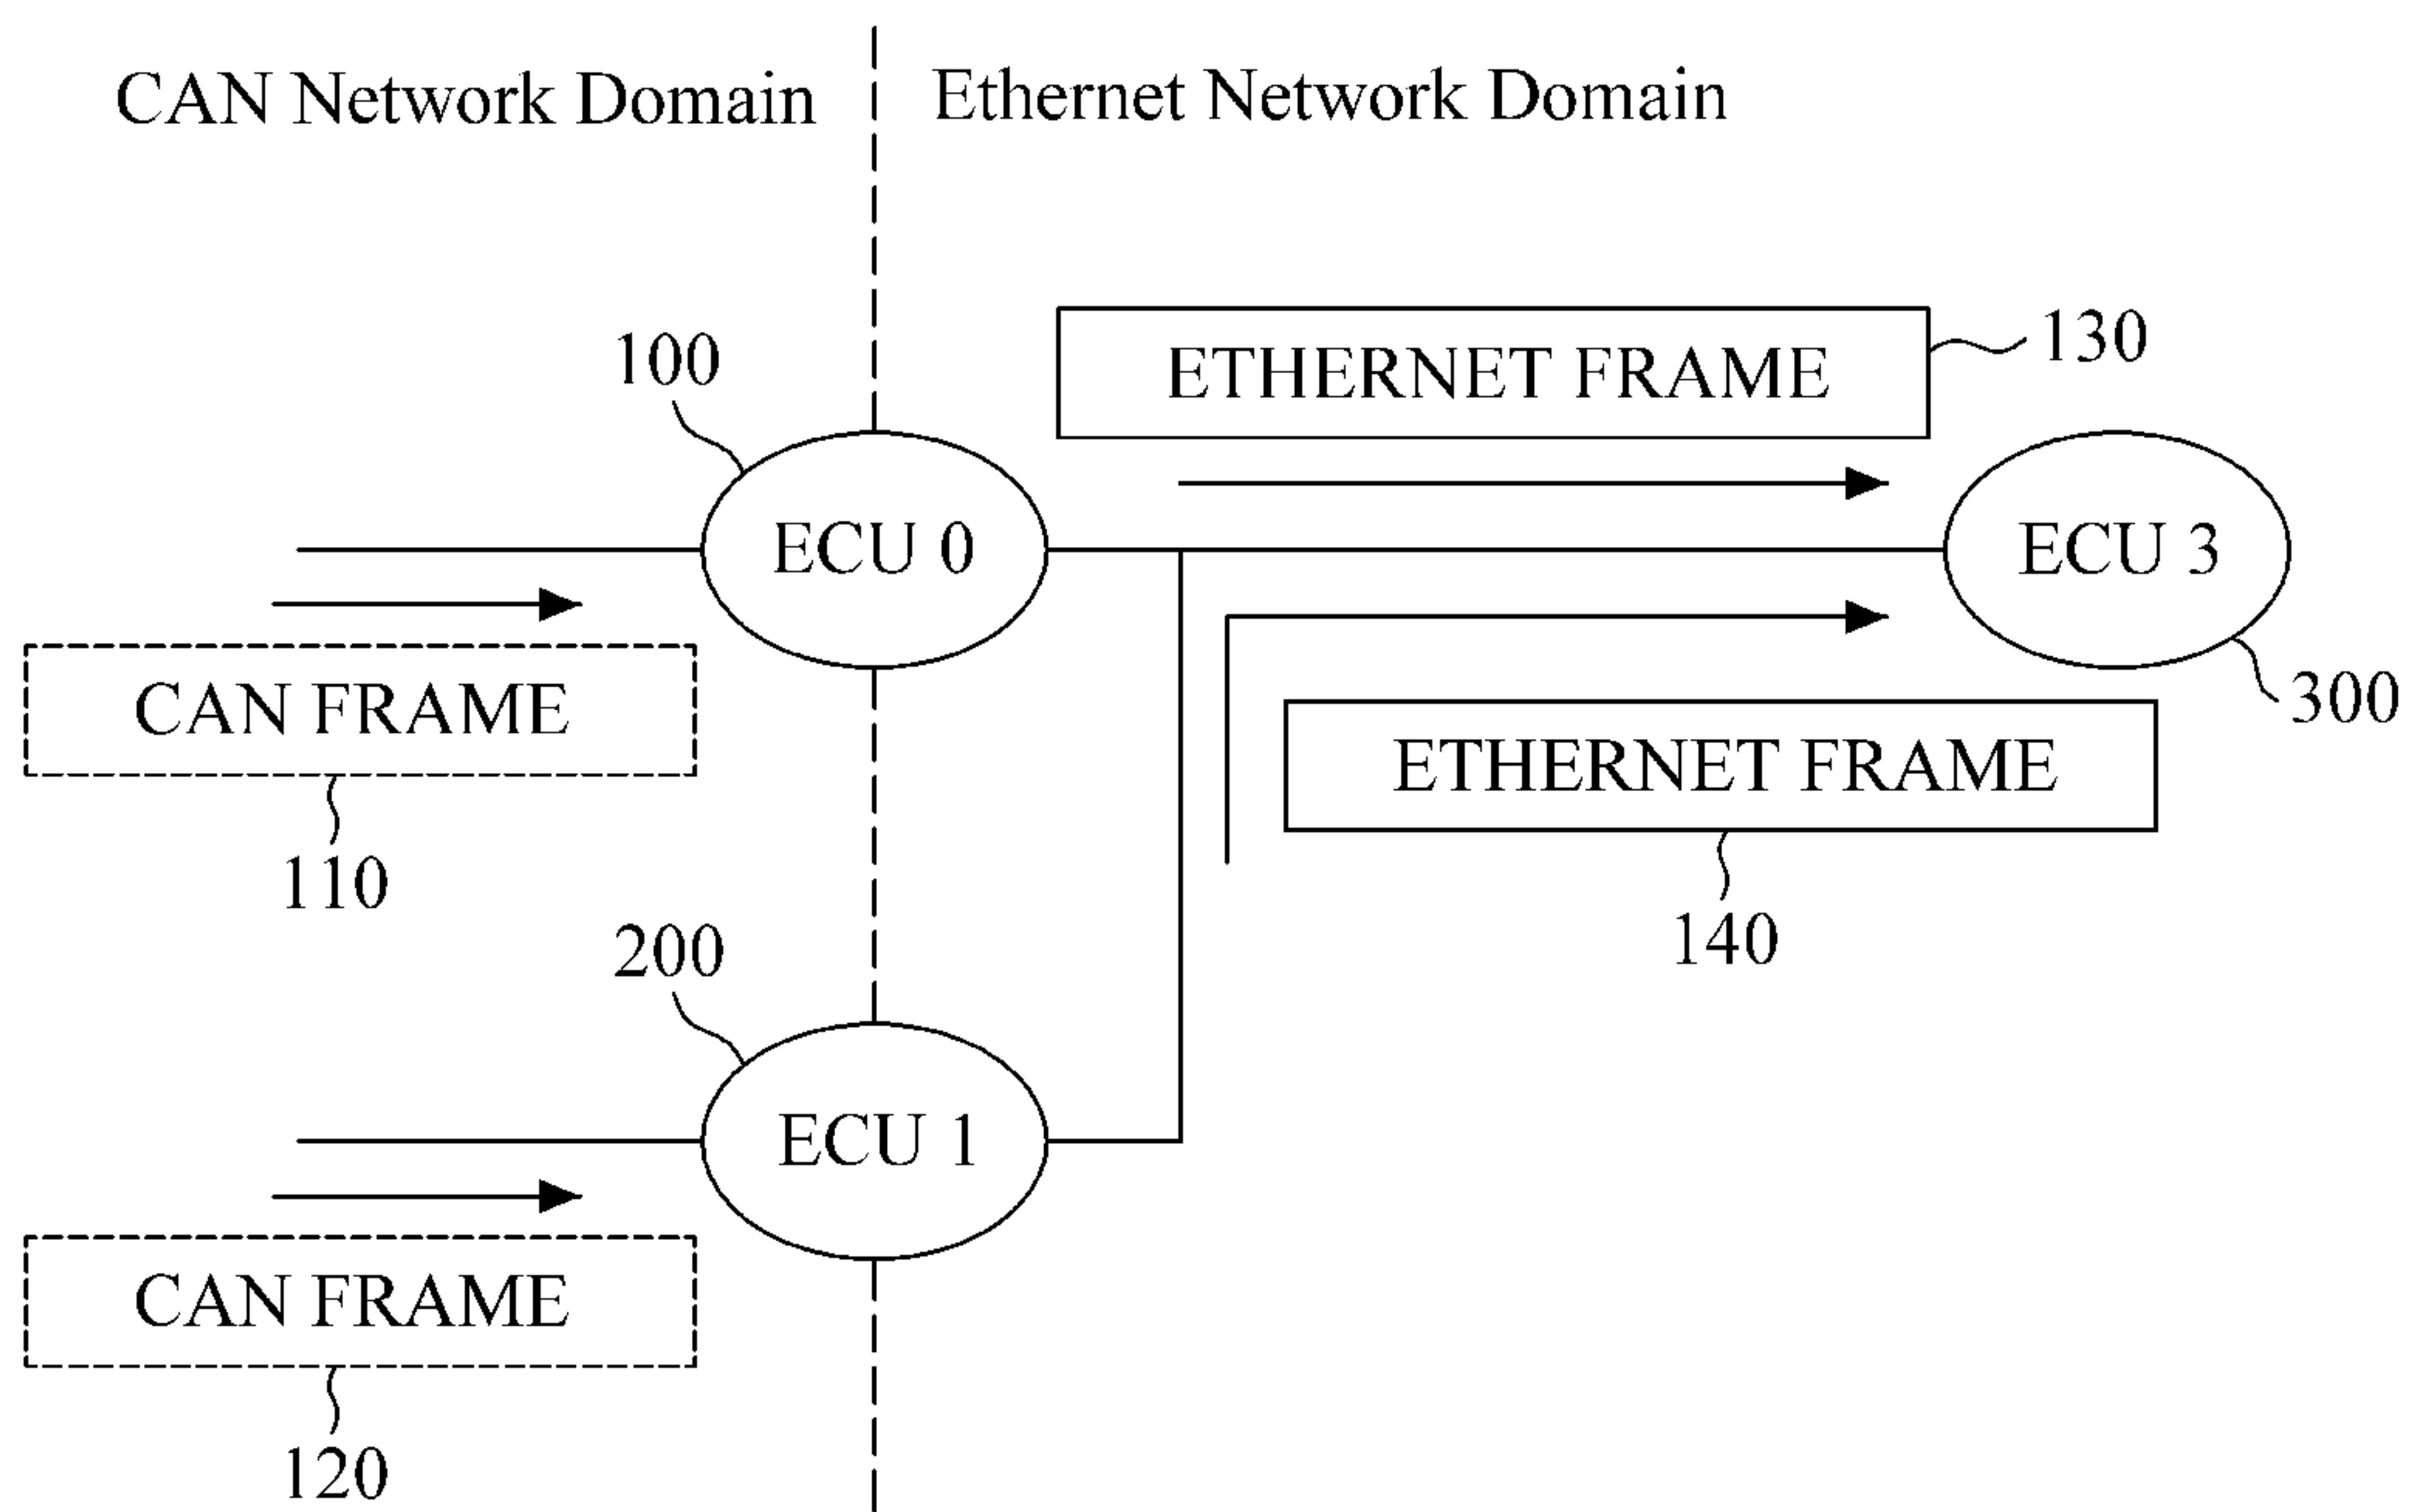 CAN Network Domain
Ethernet Network Domain
130
ETHERNET FRAME
100
ECU 0
ECU 3
CAN FRAME
300
ETHERNET FRAME
110
140
200
ECU 1
CAN FRAME
120